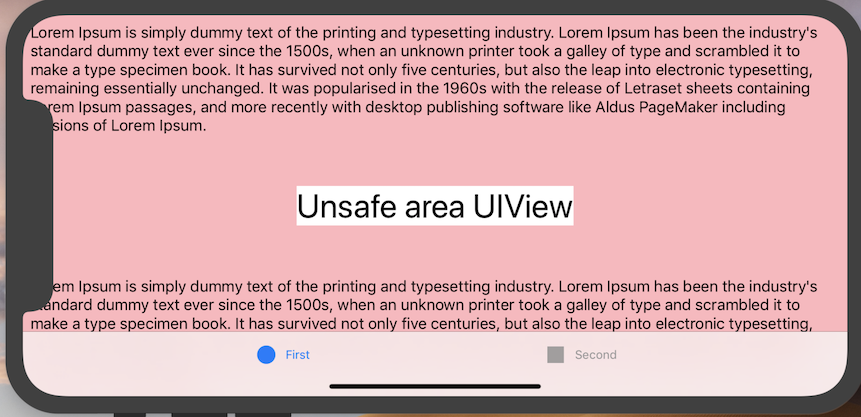 Lorem Ipsum is simply dummy text of the printing and typesetting industry. Lorem Ipsum has been the industry's
standard dummy text ever since the 1500s, when an unknown printer took a galley of type and scrambled it to
make a type specimen book. It has survived not only five centuries, but also the leap into electronic typesetting,
remaining essentially unchanged. It was popularised in the 1960s with the release of Letraset sheets containing
rem Ipsum passages, and more recently with desktop publishing software like Aldus PageMaker including
sions of Lorem Ipsum.
Unsafe area UIView
em Ipsum is simply dummy text of the printing and typesetting industry. Lorem Ipsum has been the industry's
andard dummy text ever since the 1500s, when an unknown printer took a galley of type and scrambled it to
make a type specimen book. It has survived not only five centuries, but also the leap into electronic typesetting,
First
Second